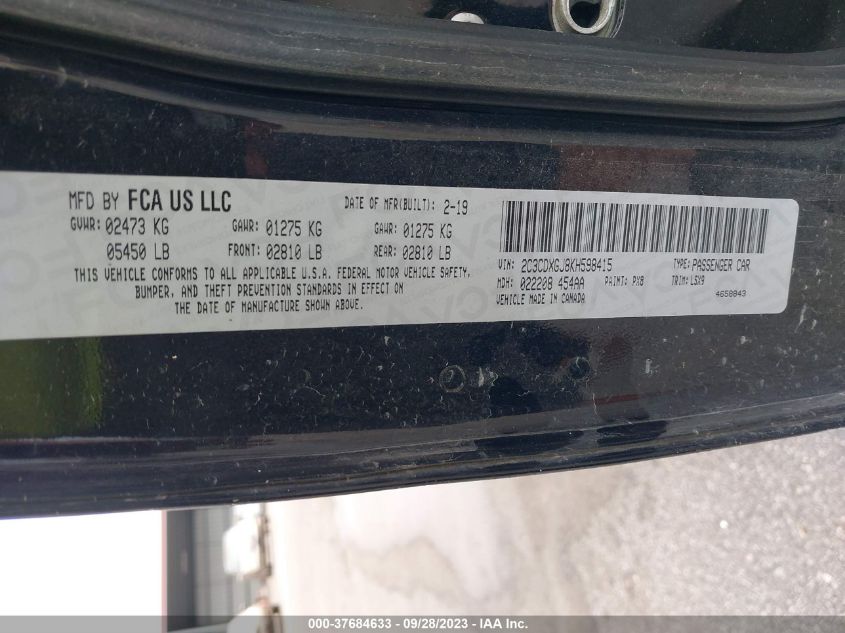 MFD BY FCA US LLC
DATE OF MFR(BUILT): 2-19
GVWR: 02473 KG
GAWR: 01275 KG
GAWR: 01275 KG
05450 LB
FRONT: 02810 LB
REAR: 02810 LB
THIS VEHICLE CONFORMS TO ALL APPLICABLE U.S.A. FEDERAL MOTOR VEHICLE SAFETY,
BUMPER, AND THEFT PREVENTION STANDARDS IN EFFECT ON
THE DATE OF MANUFACTURE SHOWN ABOVE.
VIN: 2C3CDXGJ8KH598415
TYPE: PASSENGER CAR
MDH: 022208 454AA
PAINT: PX8
TRIM: LSX9
VEHICLE MADE IN CANADA
4658843
000-37684633 / 09/28/2023 - IAA Inc.